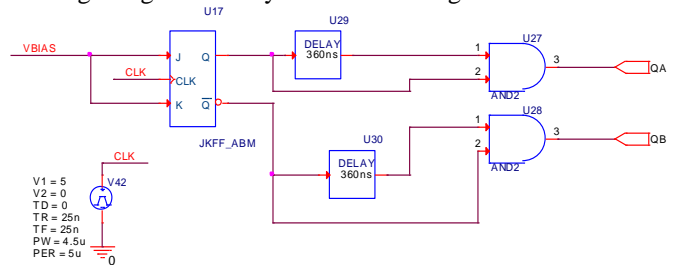 U17
U29
U27
VBIAS
J
Q
DELAY
360ns
1
3
QA
CLK
CLK
2
AND2
K
Q
U28
JKFF_ABM
U30
1
3
QB
CLK
DELAY
360ns
2
AND2
V1 = 5
V42
V2 = 0
TD = 0
TR = 25n
TF = 25n
PW = 4.5u
PER = 5u
0